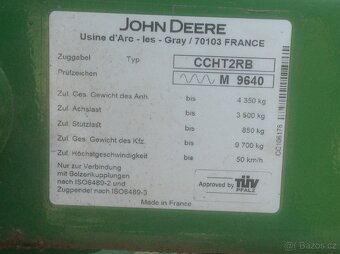 JOHN DEERE
Usine d'Arc - les - Gray / 70103 FRANCE
Zuggabel Typ CCHT2RB
Prüfzeichen M 9640
Zul. Ges. Gewicht des Anh. bis 4 350 kg
Zul. Achslast bis 3 500 kg
Zul. Stützlast bis 850 kg
Zul. Ges. Gewicht des Kfz. bis 9 700 kg
Zul. Höchstgeschwindigkeit bis 50 km/h
Nur zur Verbindung
mit Bolzenkupplungen
nach ISO6489-2 und
Zugpendel nach ISO6489-3
Approved by TÜV
PFALZ
Made in France
Bazos.cz